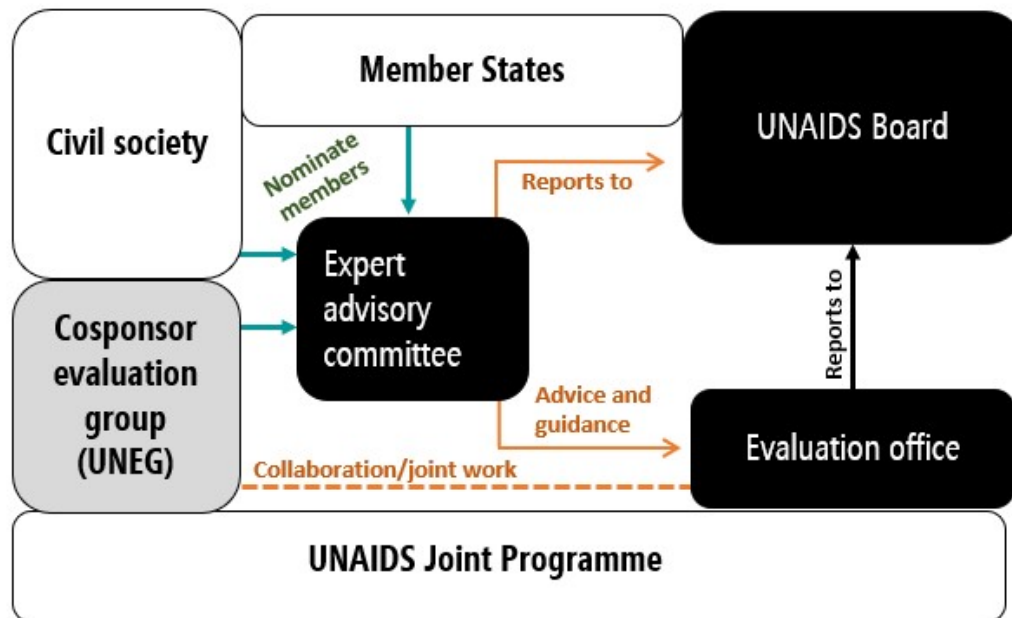 Member States
Civil society
UNAIDS Board
Nominate
members
Reports to
Expert
advisory
committee
Reports to
Cosponsor
evaluation
group
(UNEG)
Advice and
guidance
Evaluation office
Collaboration/joint work
UNAIDS Joint Programme